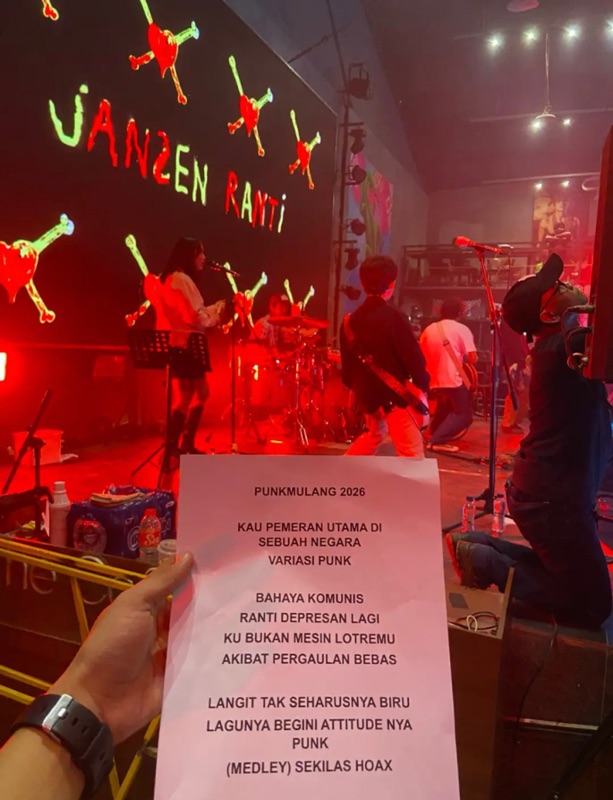 JANSEN RANTi
PUNKMULANG 2026
KAU PEMERAN UTAMA DI
SEBUAH NEGARA
VARIASI PUNK
BAHAYA KOMUNIS
RANTI DEPRESAN LAGI
KU BUKAN MESIN LOTREMU
AKIBAT PERGAULAN BEBAS
LANGIT TAK SEHARUSNYA BIRU
LAGUNYA BEGINI ATTITUDE NYA
PUNK
(MEDLEY) SEKILAS HOAX